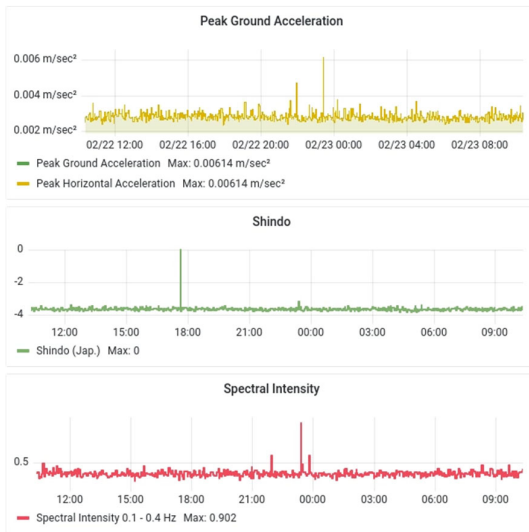 Peak Ground Acceleration
0.006 m/sec²
0.004 m/sec²
0.002 m/sec²
02/22 12:00 02/22 16:00 02/22 20:00 02/23 00:00 02/23 04:00 02/23 08:00
Peak Ground Acceleration Max: 0.00614 m/sec²
Peak Horizontal Acceleration Max: 0.00614 m/sec²
Shindo
0
-2
-4
12:00 15:00 18:00 21:00 00:00 03:00 06:00 09:00
Shindo (Jap.) Max: 0
Spectral Intensity
0.5
12:00 15:00 18:00 21:00 00:00 03:00 06:00 09:00
Spectral Intensity 0.1 - 0.4 Hz Max: 0.902